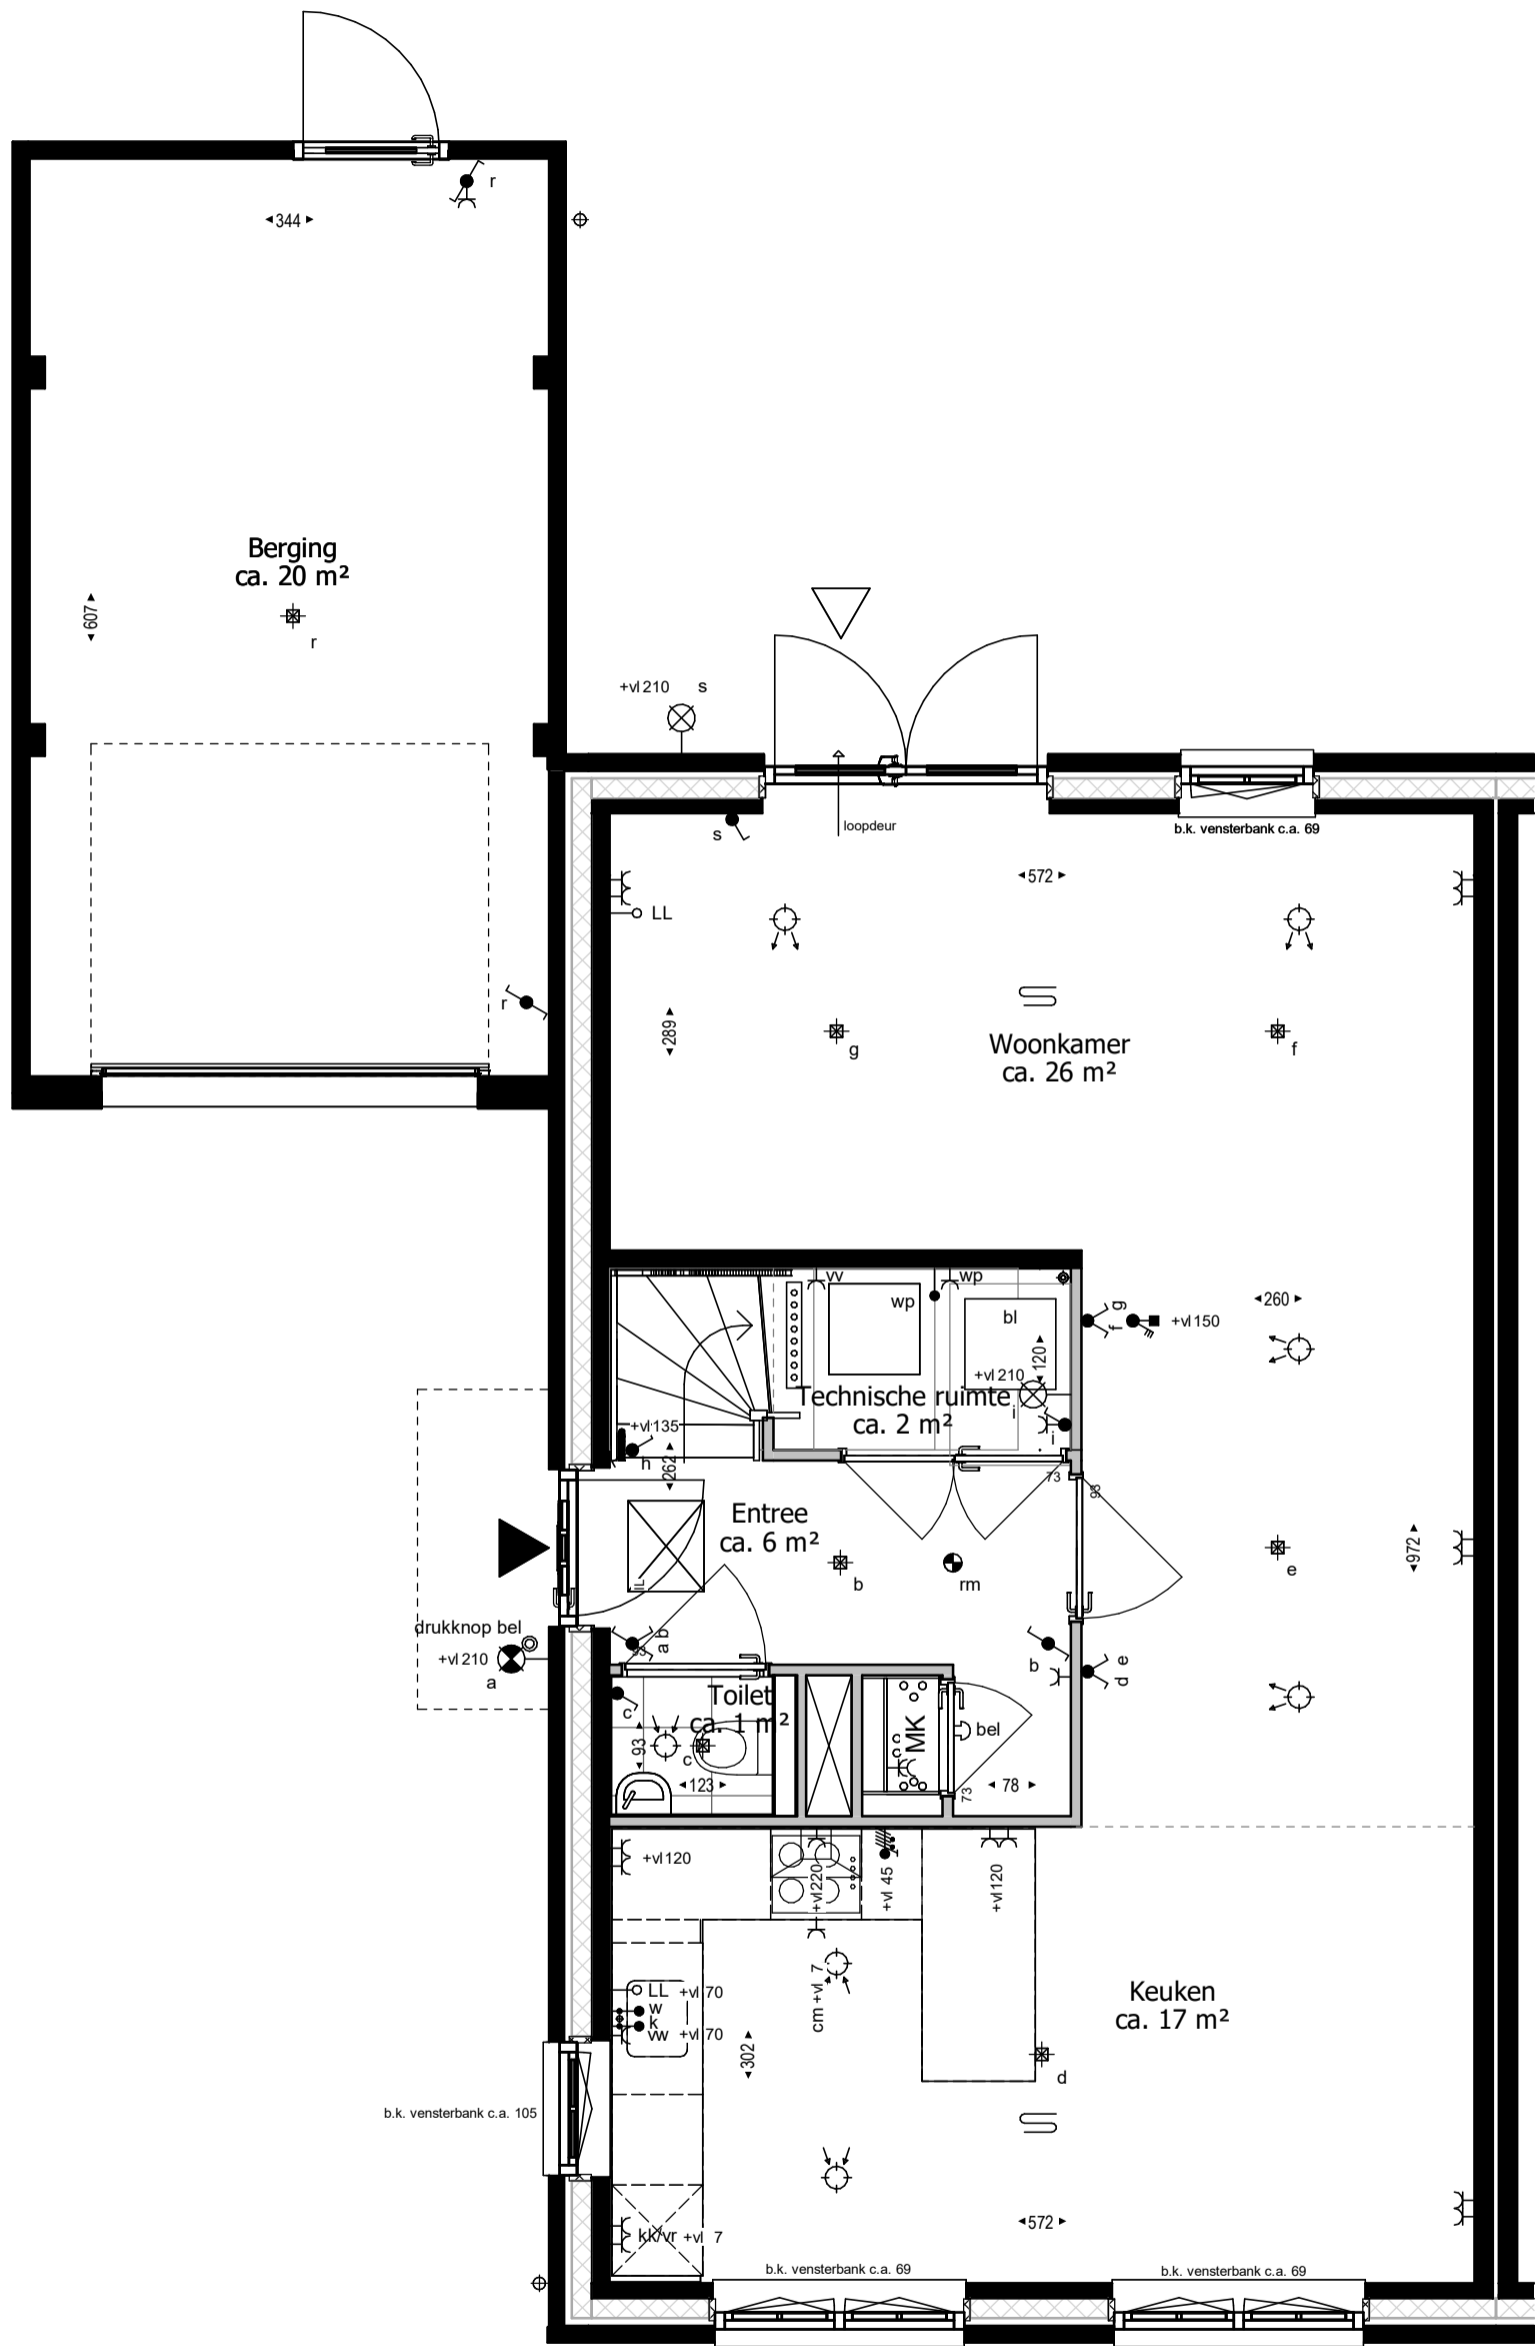 r
344
Berging
ca. 20 m²
607
r
+vl 210 s
loopdeur
s
b.k. vensterbank c.a. 69
572
LL
r
289
g
Woonkamer
ca. 26 m²
f
vv
wp
wp
bl
g
f
+vl 150
260
120
+vl 210
Technische ruimte
ca. 2 m²
i
i
+vl 135
h
262
73
93
Entree
ca. 6 m²
b
rm
972
e
drukknop bel
+vl 210
a
a b
93
b
d e
Toilet
ca. 1 m²
c
93
c
123
MK
bel
73
78
+vl 120
+vl 220
+vl 45
+vl 120
cm +vl 7
LL +vl 70
w
k
vw +vl 70
302
Keuken
ca. 17 m²
d
b.k. vensterbank c.a. 105
kk/vr +vl 7
572
b.k. vensterbank c.a. 69
b.k. vensterbank c.a. 69